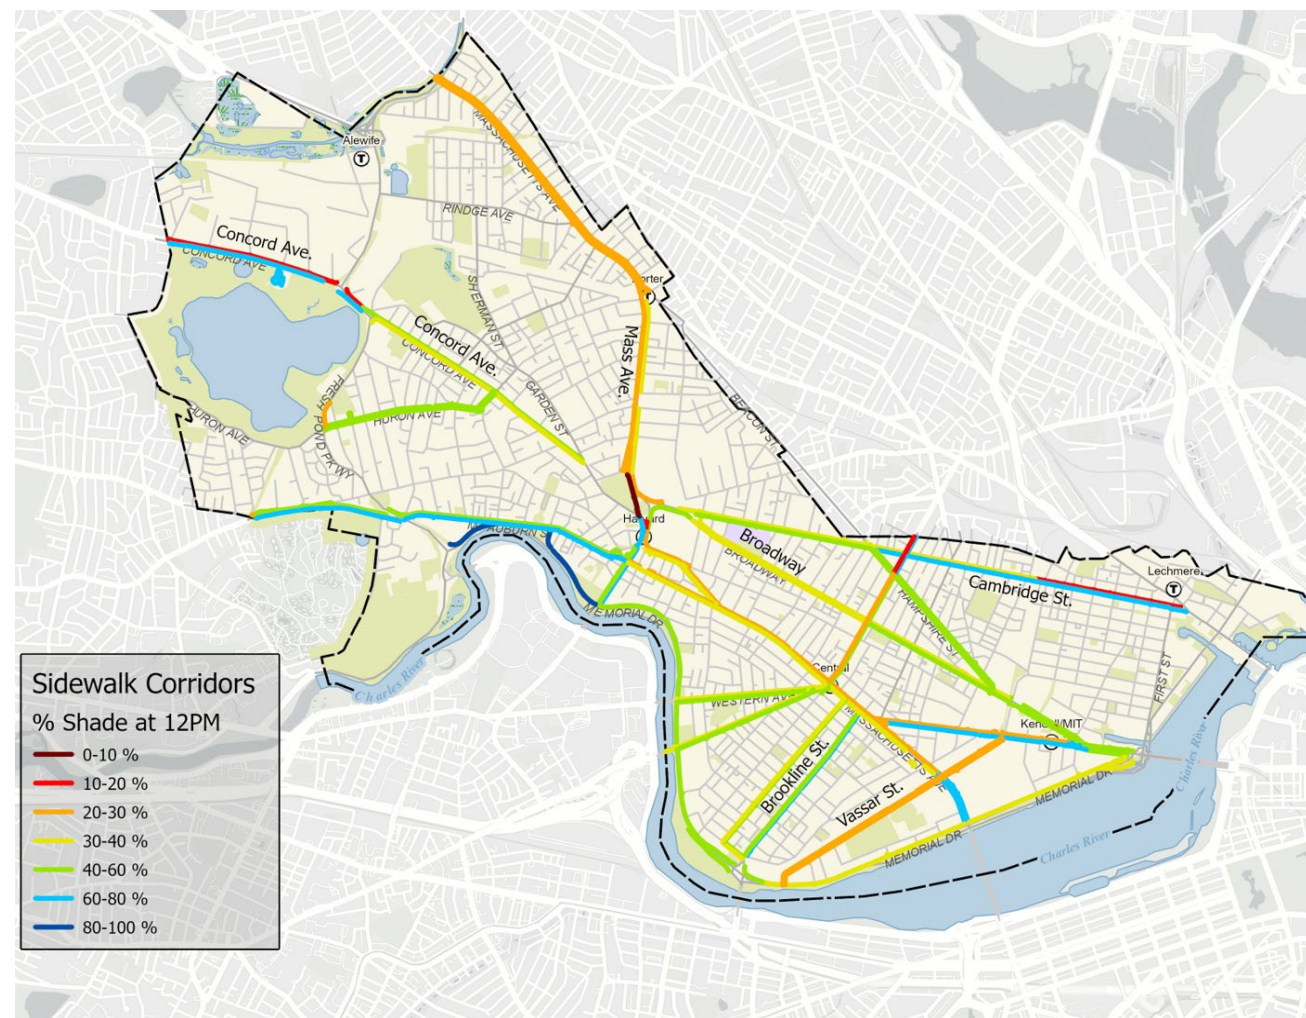 Alewife
T
MASSACHUSETTS AVE
RINDGE AVE
Concord Ave.
CONCORD AVE
SHERMAN ST
orter
T
Concord Ave.
CONCORD AVE
Mass Ave.
GARDEN ST
BEACON ST
FRESH POND PKWY
HURON AVE
HURON AVE
MT AUBURN S
Harvard
Broadway
BROADWAY
Lechmere
T
Cambridge St.
HAMPSHIRE ST
MEMORIAL DR
Charles River
FIRST ST
Central
WESTERN AVE
MASSACHUSETTS AVE
Kendall/MIT
Charles River
Brookline St.
Vassar St.
MEMORIAL DR
MEMORIAL DR
Charles River
Sidewalk Corridors
% Shade at 12PM
0-10 %
10-20 %
20-30 %
30-40 %
40-60 %
60-80 %
80-100 %